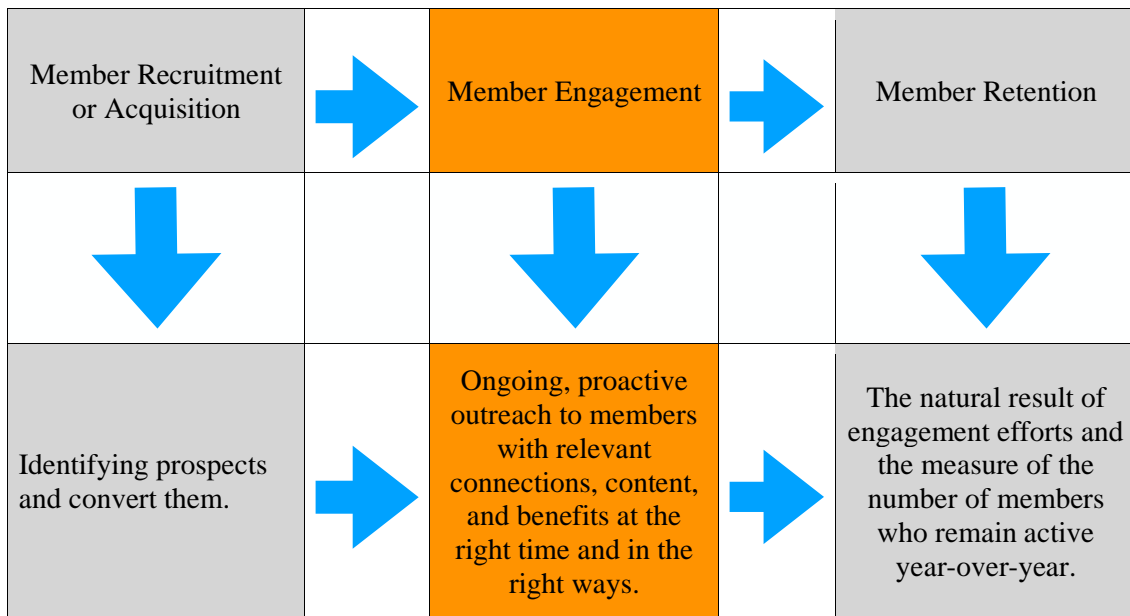 Member Recruitment
or Acquisition
Member Engagement
Member Retention
Identifying prospects
and convert them.
Ongoing, proactive
outreach to members
with relevant
connections, content,
and benefits at the
right time and in the
right ways.
The natural result of
engagement efforts and
the measure of the
number of members
who remain active
year-over-year.